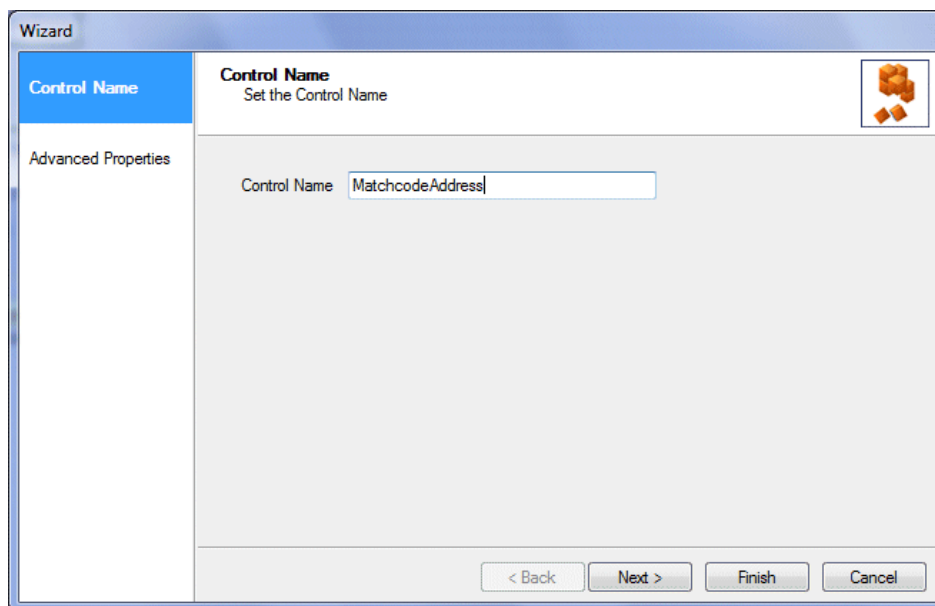 Wizard
Control Name
Advanced Properties
Control Name
Set the Control Name
Control Name MatchcodeAddress
< Back Next > Finish Cancel